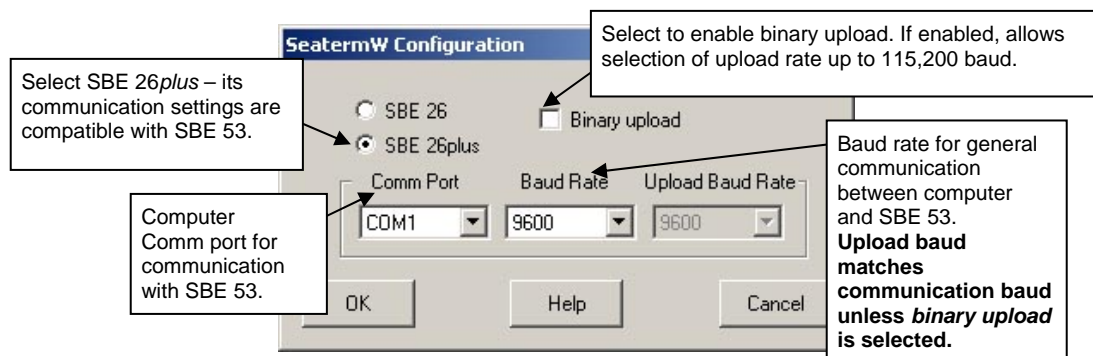 SeatermW Configuration
Select to enable binary upload. If enabled, allows
selection of upload rate up to 115,200 baud.
Select SBE 26plus – its
communication settings are
compatible with SBE 53.
SBE 26
Binary upload
SBE 26plus
Baud rate for general
communication
between computer
and SBE 53.
Upload baud
matches
communication baud
unless binary upload
is selected.
Comm Port
Baud Rate
Upload Baud Rate
COM1
9600
9600
Computer
Comm port for
communication
with SBE 53.
OK
Help
Cancel